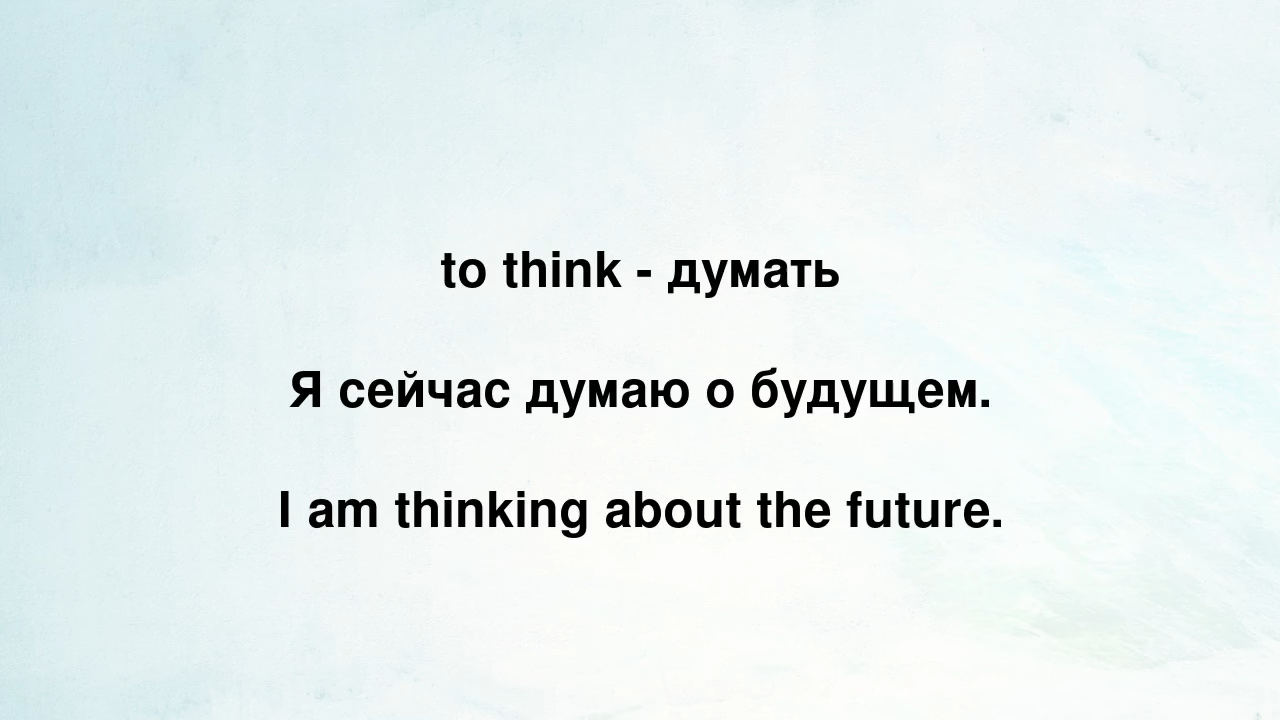 to think - думать
Я сейчас думаю о будущем.
I am thinking about the future.